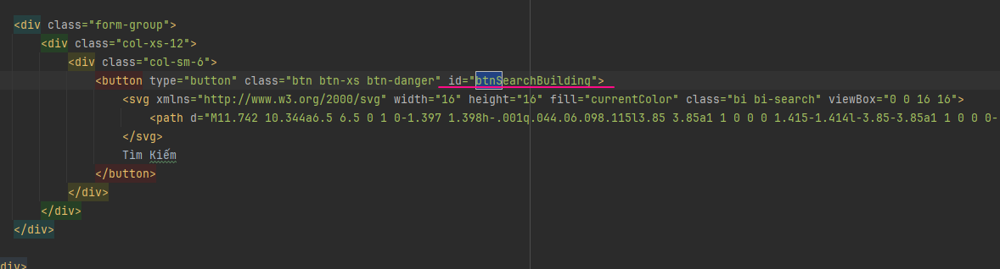 <div class="form-group">
<div class="col-xs-12">
<div class="col-sm-6">
<button type="button" class="btn btn-xs btn-danger" id="btnSearchBuilding">
<svg xmlns="http://www.w3.org/2000/svg" width="16" height="16" fill="currentColor" class="bi bi-search" viewBox="0 0 16 16">
<path d="M11.742 10.344a6.5 6.5 0 1 0-1.397 1.398h-.001q.044.06.098.115l3.85 3.85a1 1 0 0 0 1.415-1.414l-3.85-3.85a1 1 0 0 0-
</svg>
Tìm Kiếm
</button>
</div>
</div>
</div>
div>